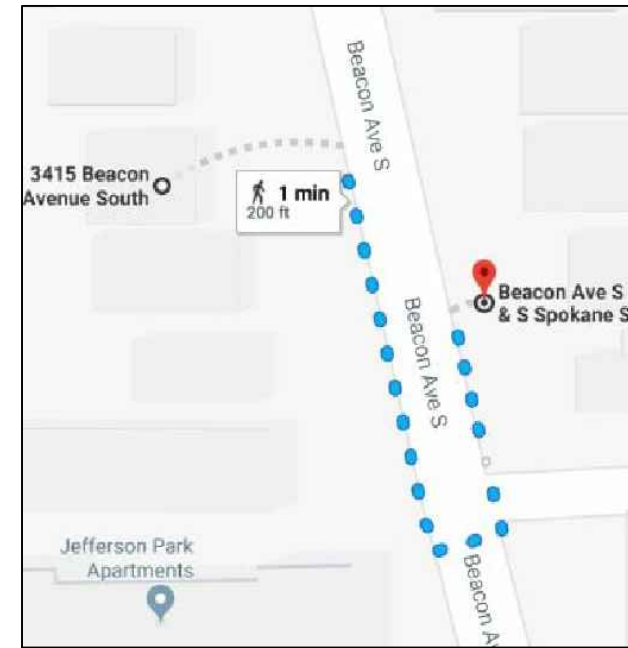 Beacon Ave S
3415 Beacon
Avenue South
1 min
200 ft
Beacon Ave S
& S Spokane S
Beacon Ave S
Jefferson Park
Apartments
Beacon Av